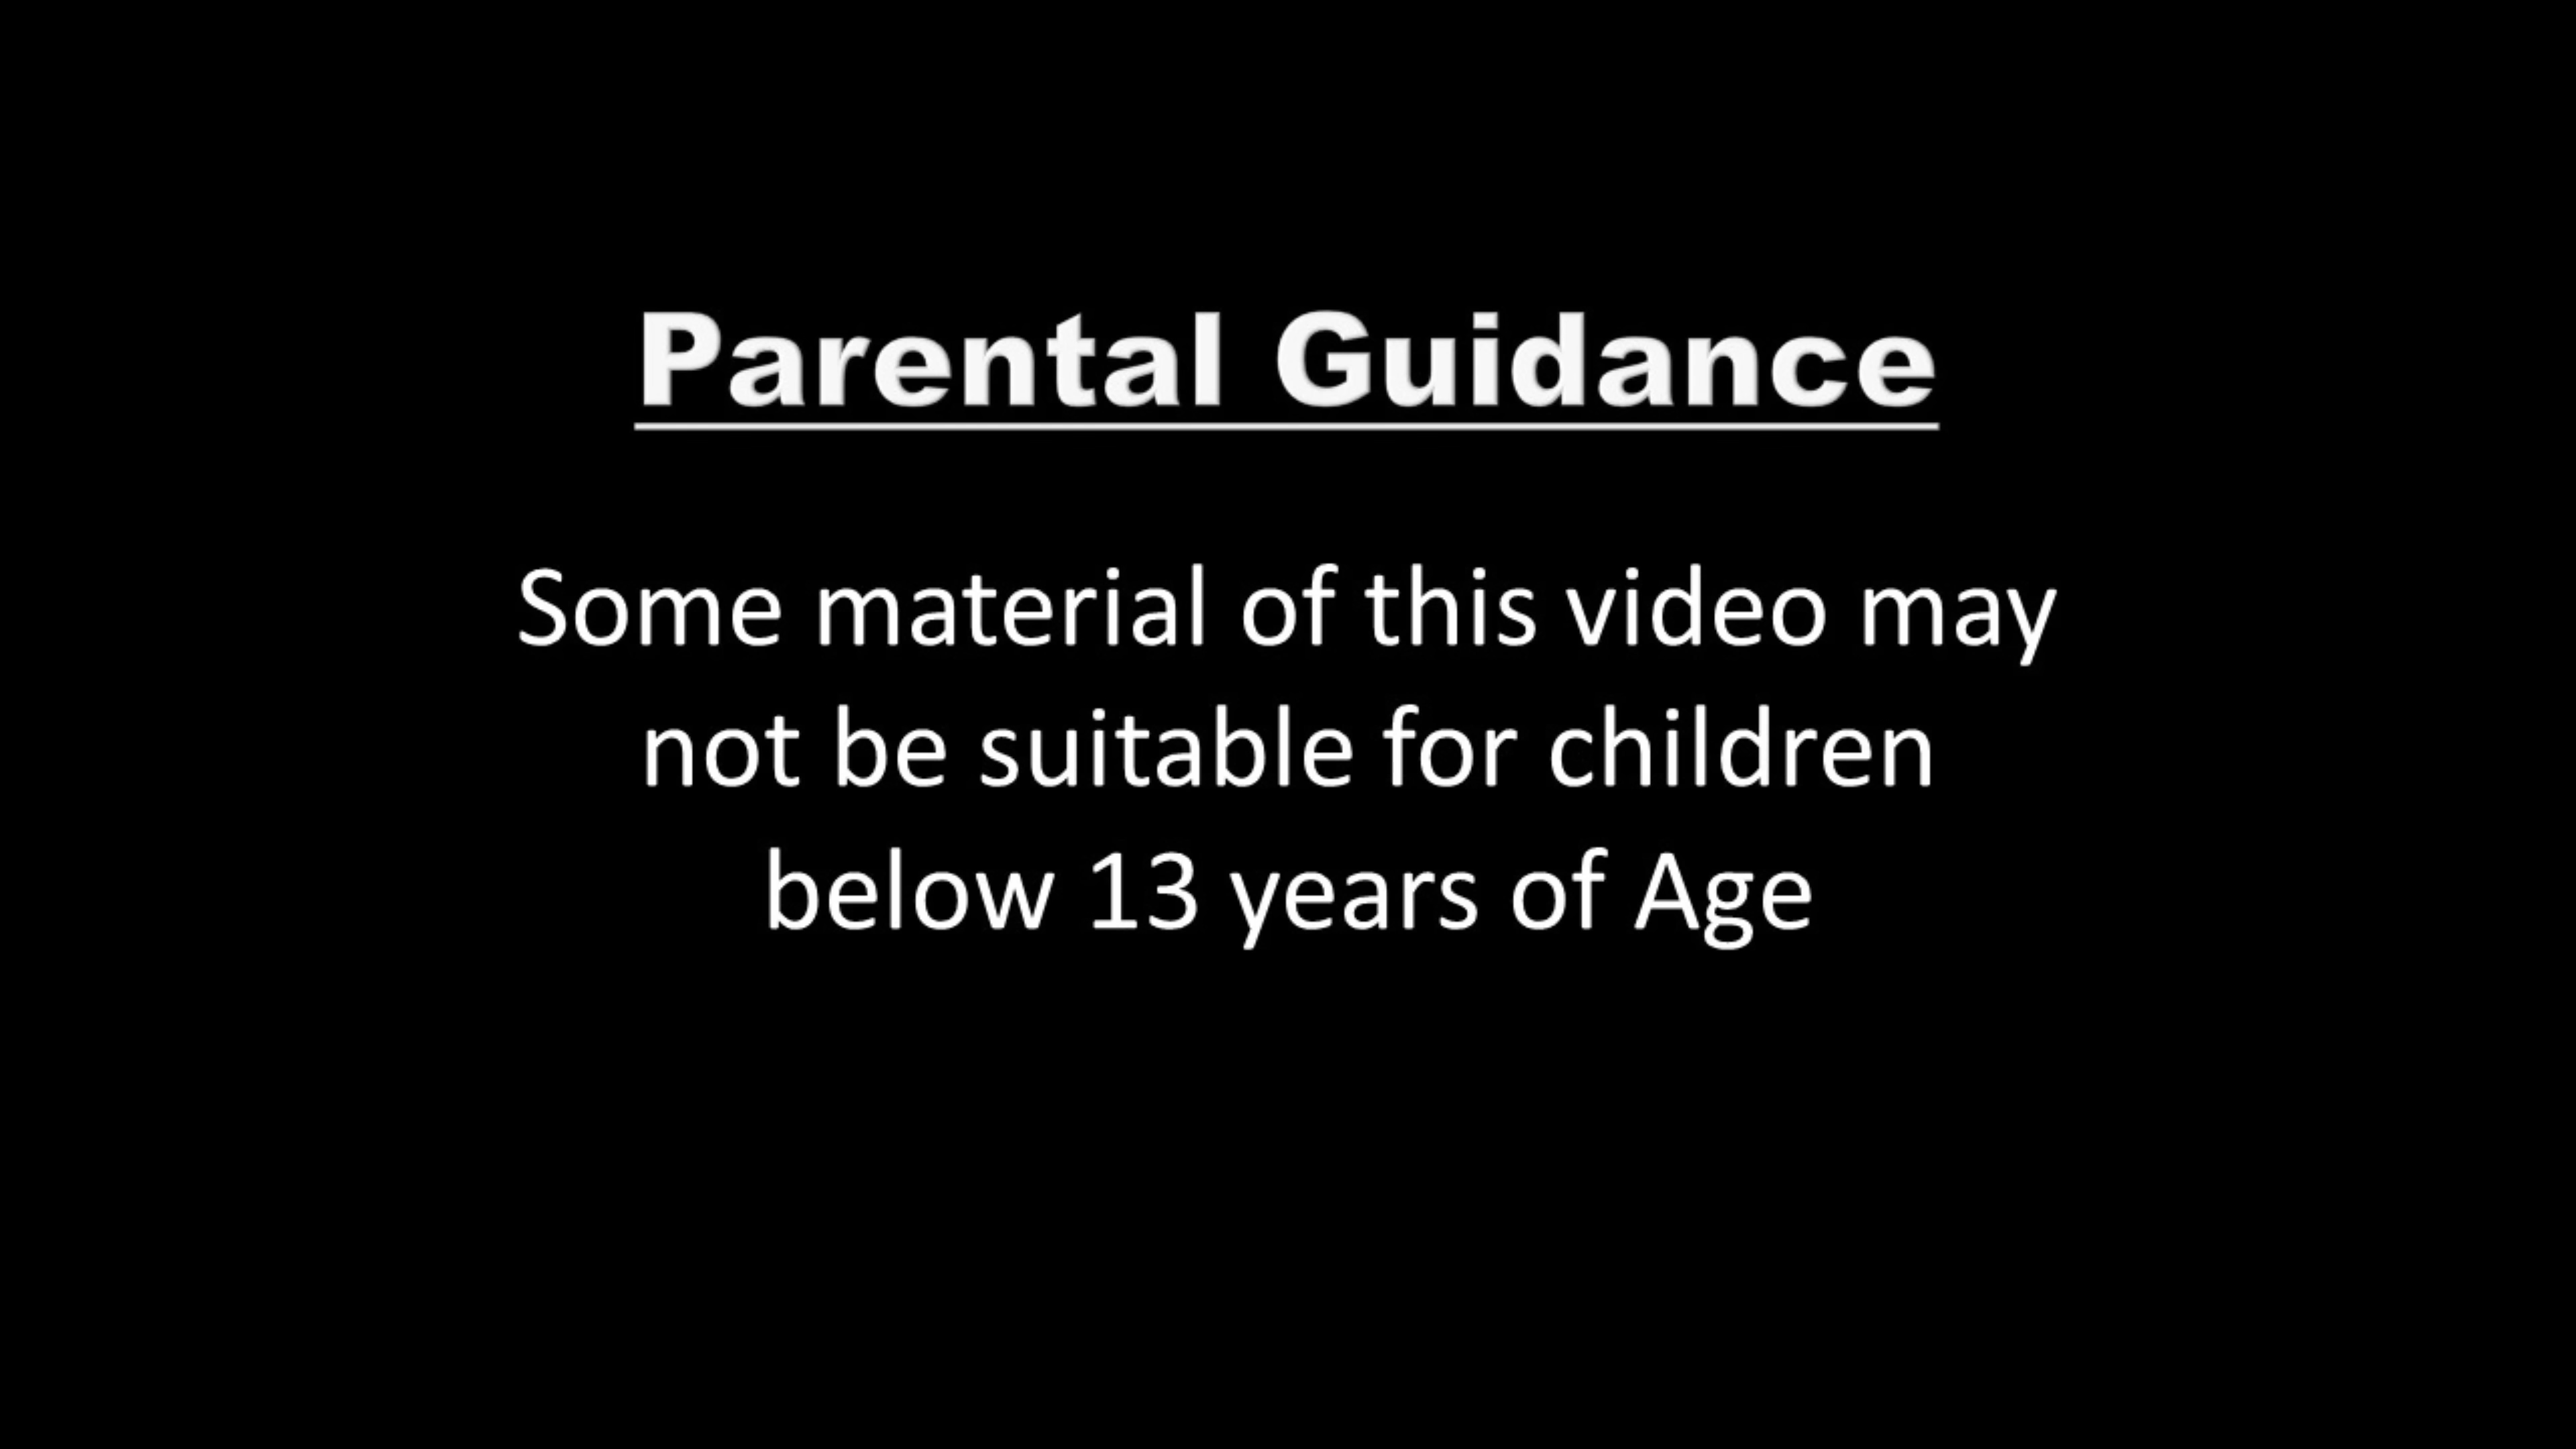 Parental Guidance
Some material of this video may
not be suitable for children
below 13 years of Age